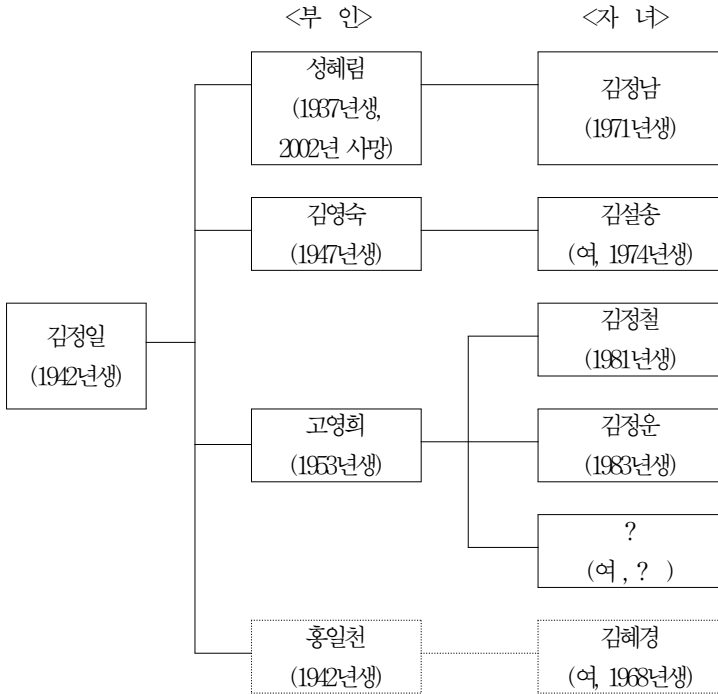 <부 인>
<자 녀>
성혜림
(1937년생,
2002년 사망)
김정남
(1971년생)
김영숙
(1947년생)
김설송
(여, 1974년생)
김정일
(1942년생)
김정철
(1981년생)
고영희
(1953년생)
김정운
(1983년생)
?
(여 , ? )
홍일천
(1942년생)
김혜경
(여, 1968년생)